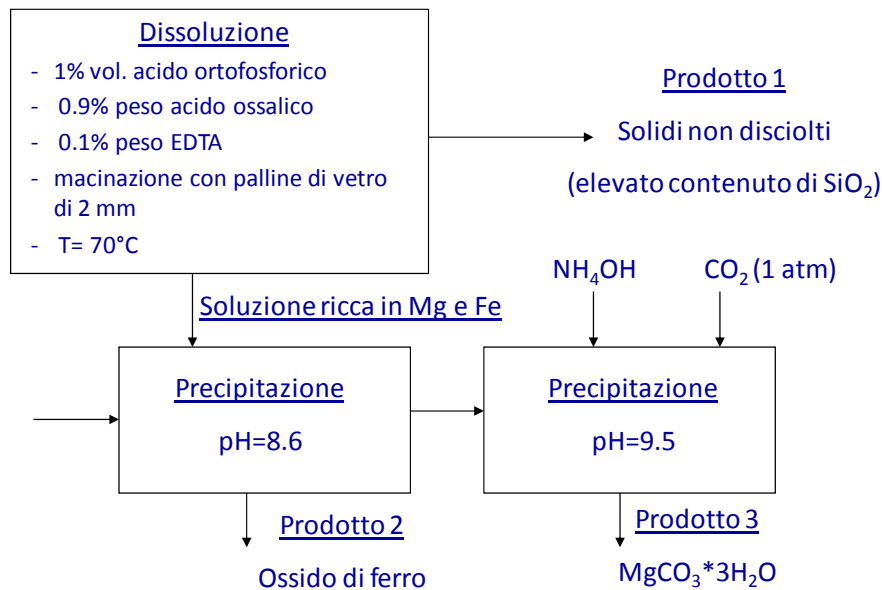 Dissoluzione
- 1% vol. acido ortofosforico
- 0.9% peso acido ossalico
- 0.1% peso EDTA
- macinazione con palline di vetro
di 2 mm
- T= 70°C
Prodotto 1
Solidi non disciolti
(elevato contenuto di SiO₂)
NH₄OH
CO₂ (1 atm)
Soluzione ricca in Mg e Fe
Precipitazione
pH=8.6
Precipitazione
pH=9.5
Prodotto 2
Ossido di ferro
Prodotto 3
MgCO₃*3H₂O